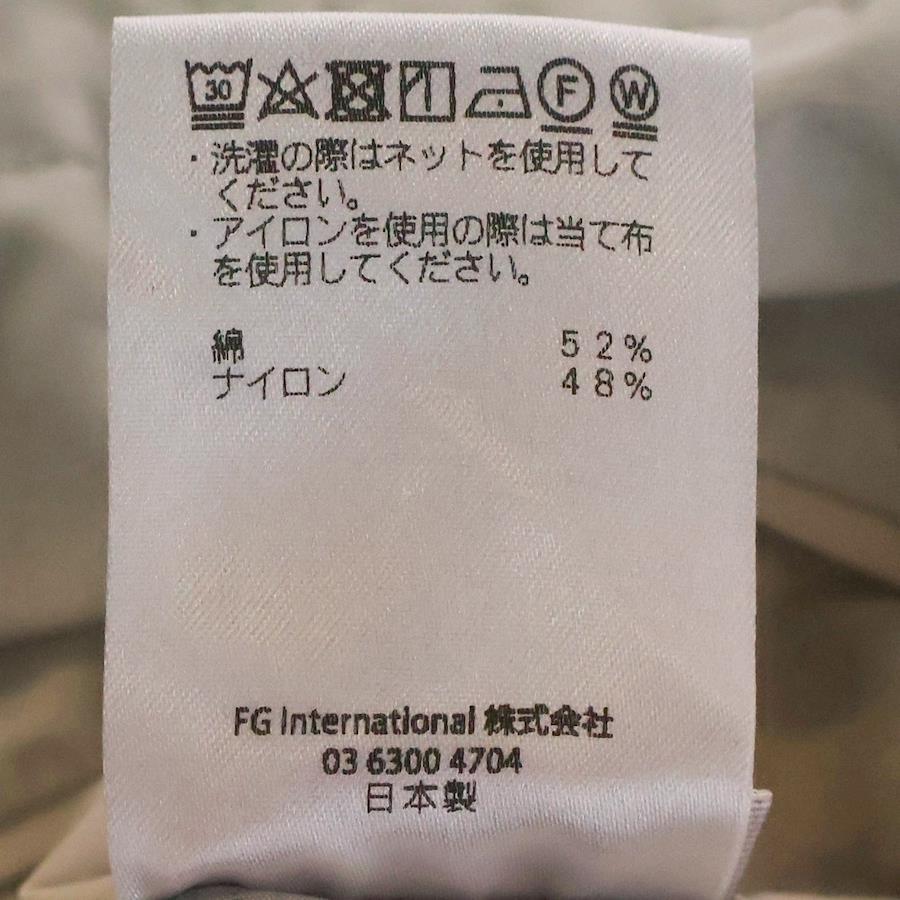 30 F W
・洗濯の際はネットを使用して
ください。
・アイロンを使用の際は当て布
を使用してください。
綿 52%
ナイロン 48%
FG International 株式会社
03 6300 4704
日本製